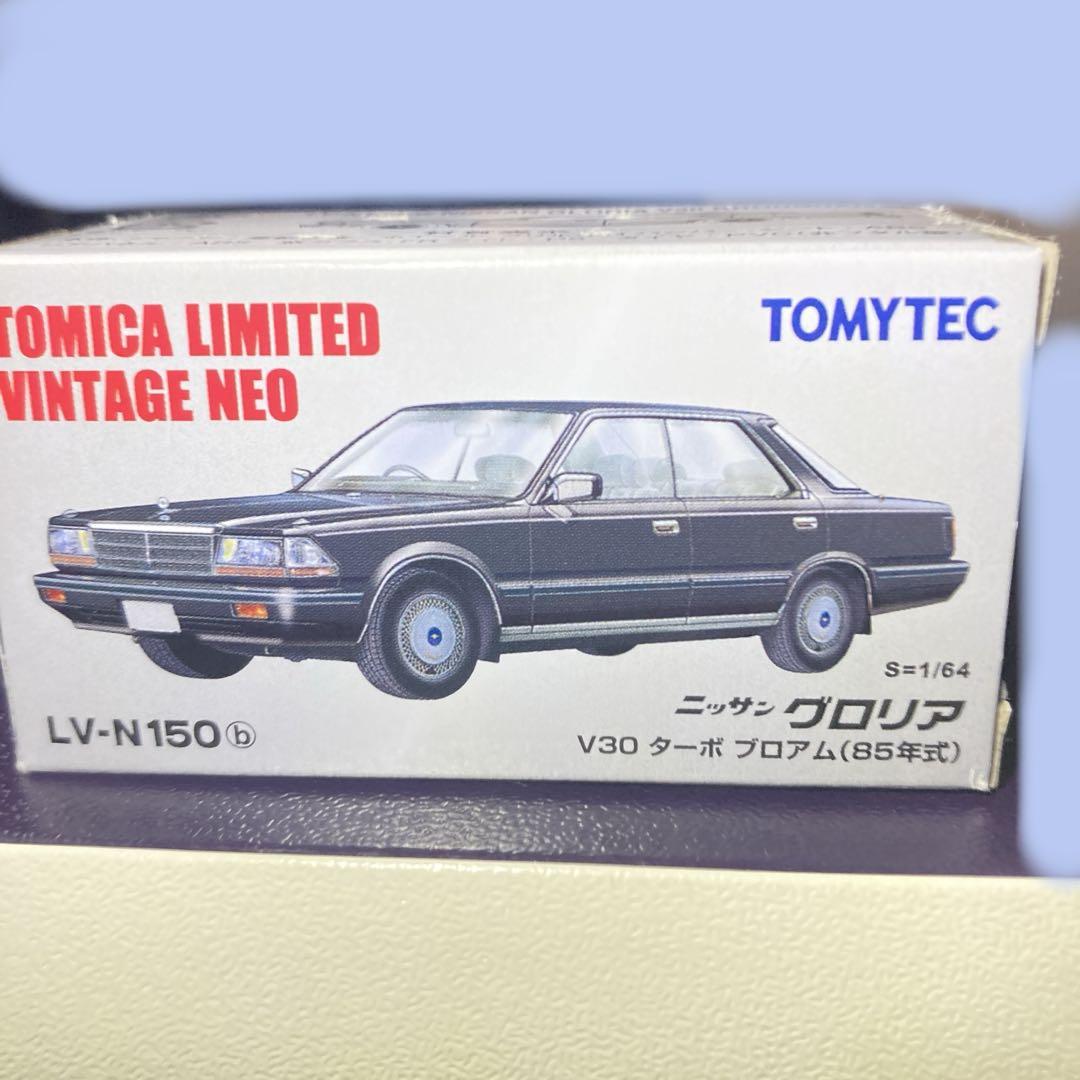 TOMICA LIMITED
VINTAGE NEO
TOMYTEC
S=1/64
LV-N150ⓑ
ニッサン グロリア
V30 ターボ ブロアム(85年式)